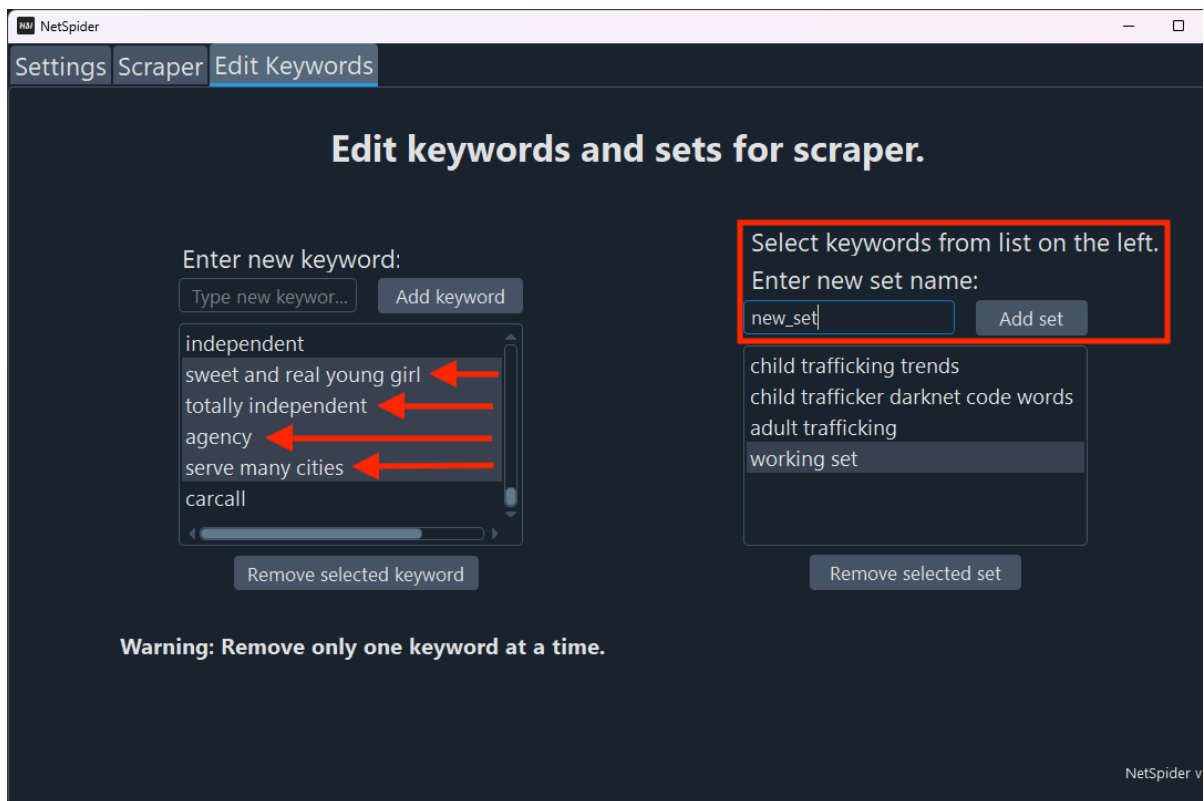 HSI NetSpider
Settings Scraper Edit Keywords
Edit keywords and sets for scraper.
Enter new keyword:
Type new keywor... Add keyword
independent
sweet and real young girl
totally independent
agency
serve many cities
carcall
Remove selected keyword
Warning: Remove only one keyword at a time.
Select keywords from list on the left.
Enter new set name:
new_set Add set
child trafficking trends
child trafficker darknet code words
adult trafficking
working set
Remove selected set
NetSpider v